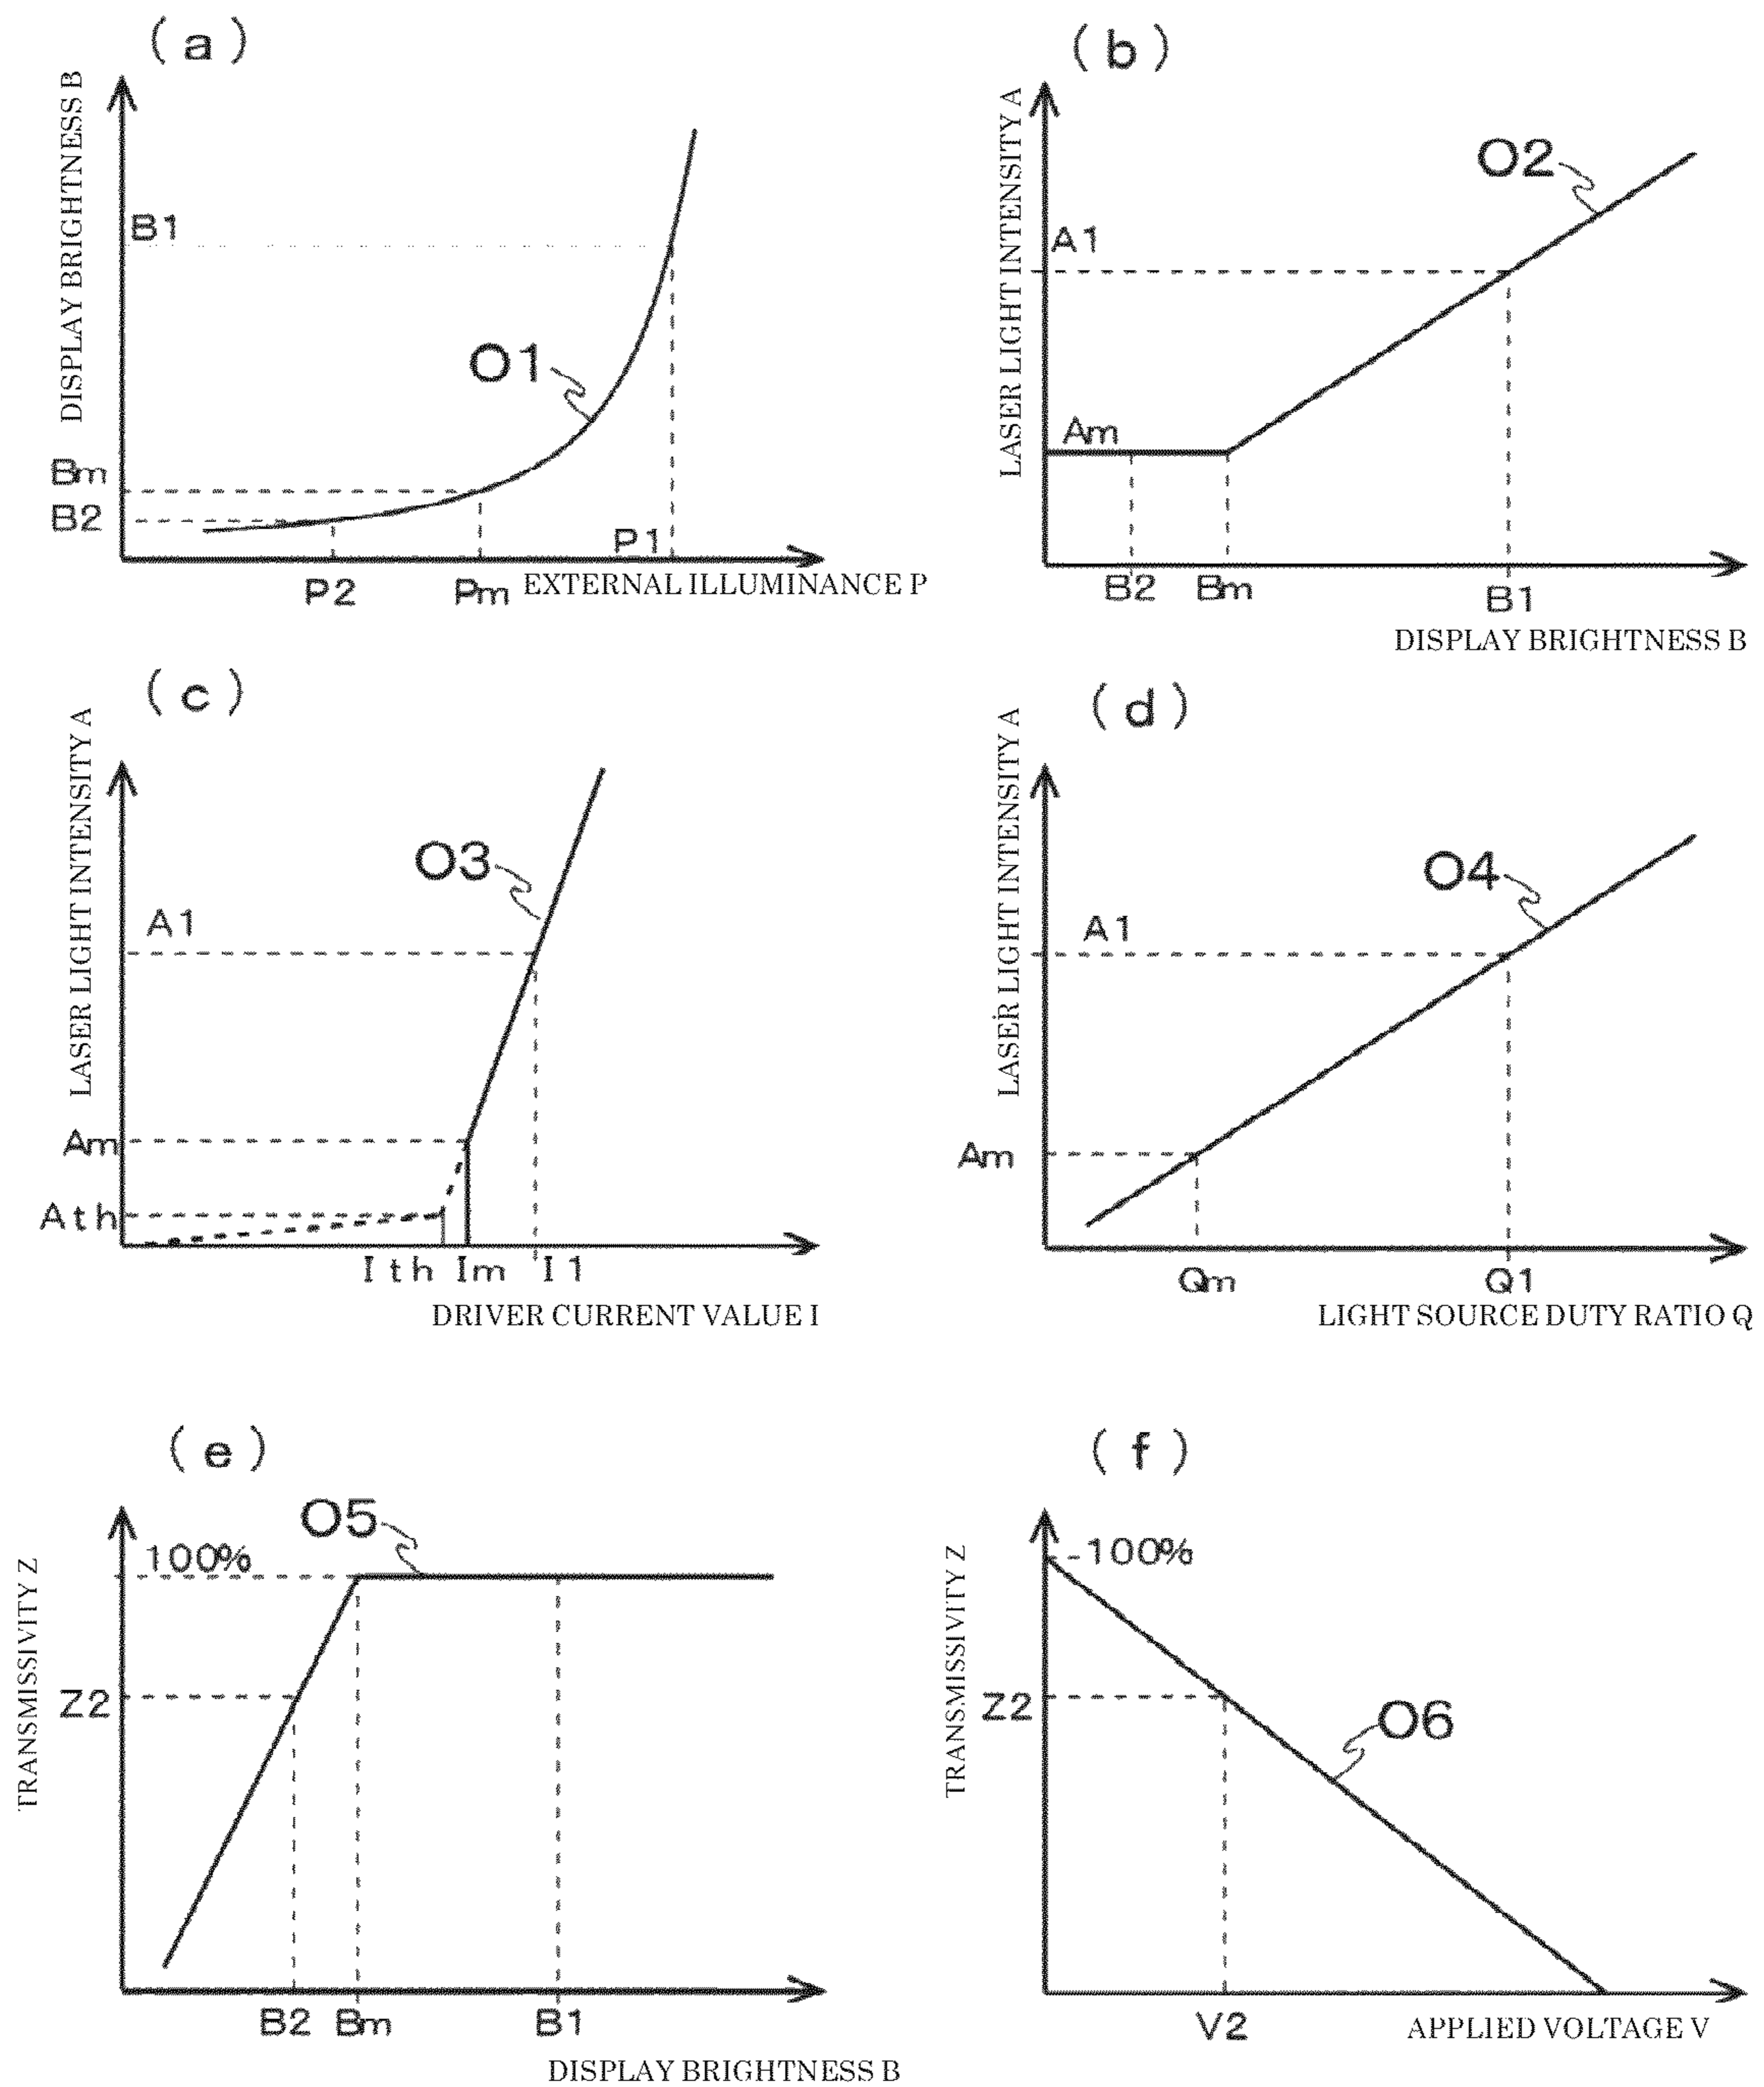 (a)
DISPLAY BRIGHTNESS B
B1
O1
Bm
B2
P1
P2
Pm
EXTERNAL ILLUMINANCE P
(b)
LASER LIGHT INTENSITY A
O2
A1
Am
B2
Bm
B1
DISPLAY BRIGHTNESS B
(c)
LASER LIGHT INTENSITY A
O3
A1
Am
Ath
Ith
Im
I1
DRIVER CURRENT VALUE I
(d)
LASER LIGHT INTENSITY A
O4
A1
Am
Qm
Q1
LIGHT SOURCE DUTY RATIO Q
(e)
TRANSMISSIVITY Z
O5
100%
Z2
B2
Bm
B1
DISPLAY BRIGHTNESS B
(f)
TRANSMISSIVITY Z
100%
Z2
O6
V2
APPLIED VOLTAGE V